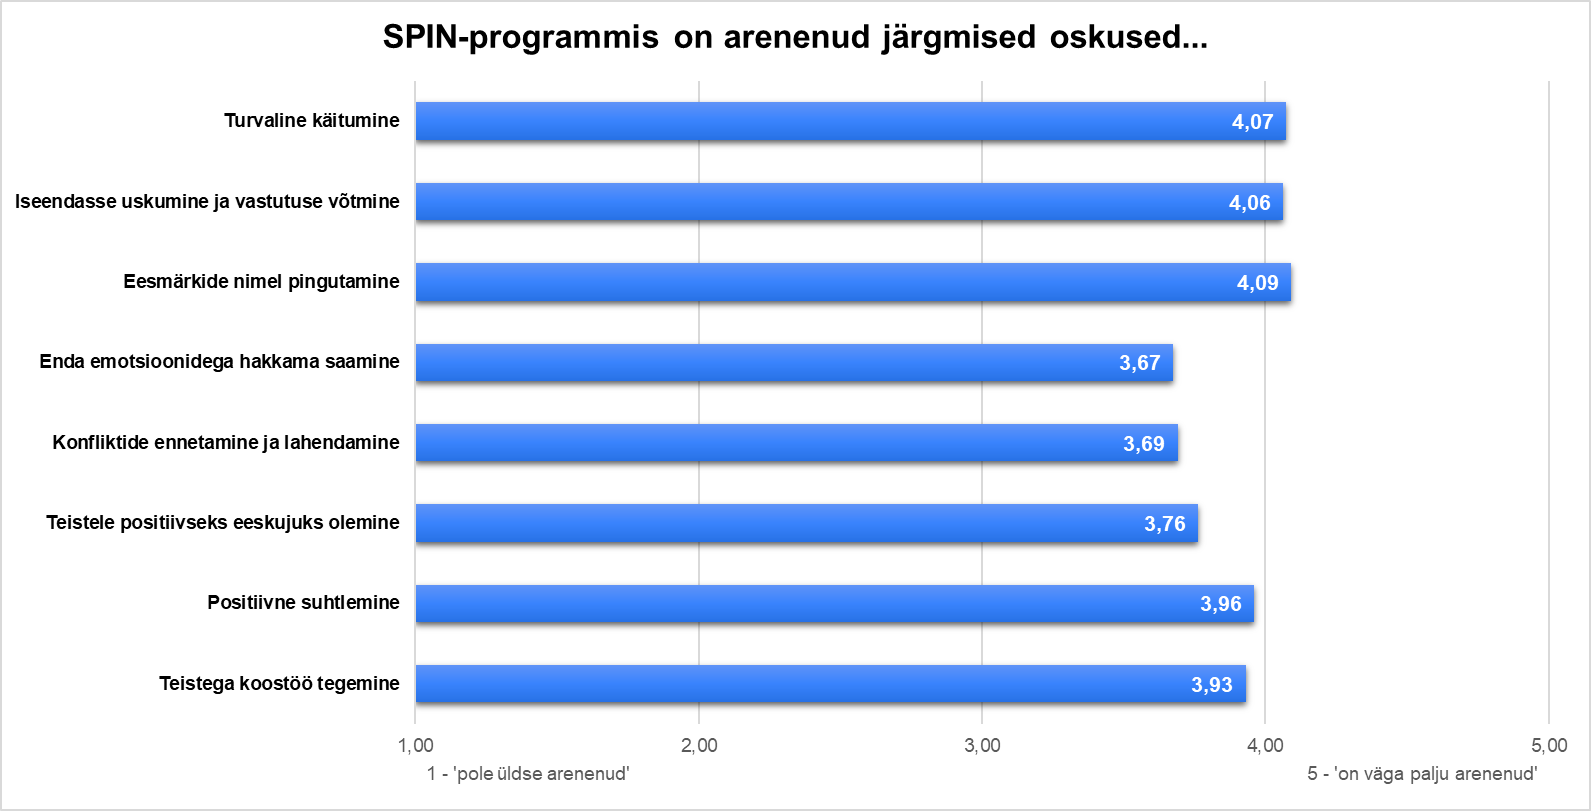 SPIN-programmis on arenenud järgmised oskused...
Turvaline käitumine 4,07
Iseendasse uskumine ja vastutuse võtmine 4,06
Eesmärkide nimel pingutamine 4,09
Enda emotsioonidega hakkama saamine 3,67
Konfliktide ennetamine ja lahendamine 3,69
Teistele positiivseks eeskujuks olemine 3,76
Positiivne suhtlemine 3,96
Teistega koostöö tegemine 3,93
1,00 2,00 3,00 4,00 5,00
1 - 'pole üldse arenenud' 5 - 'on väga palju arenenud'